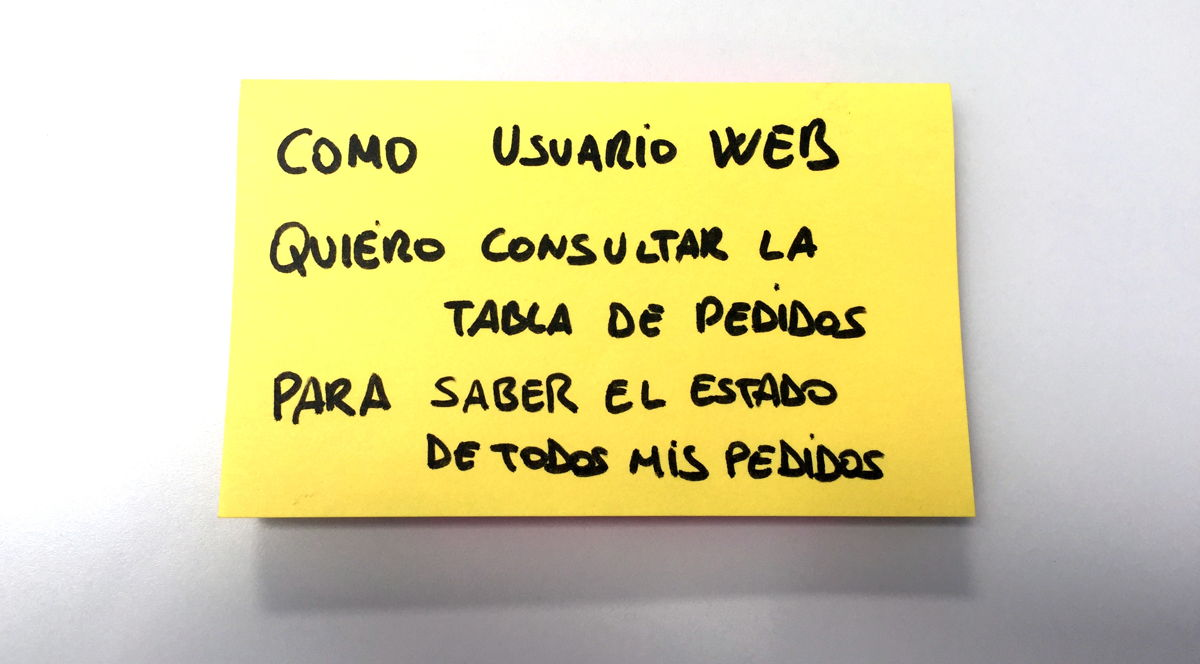 COMO USUARIO WEB
QUIERO CONSULTAR LA
TABLA DE PEDIDOS
PARA SABER EL ESTADO
DE TODOS MIS PEDIDOS